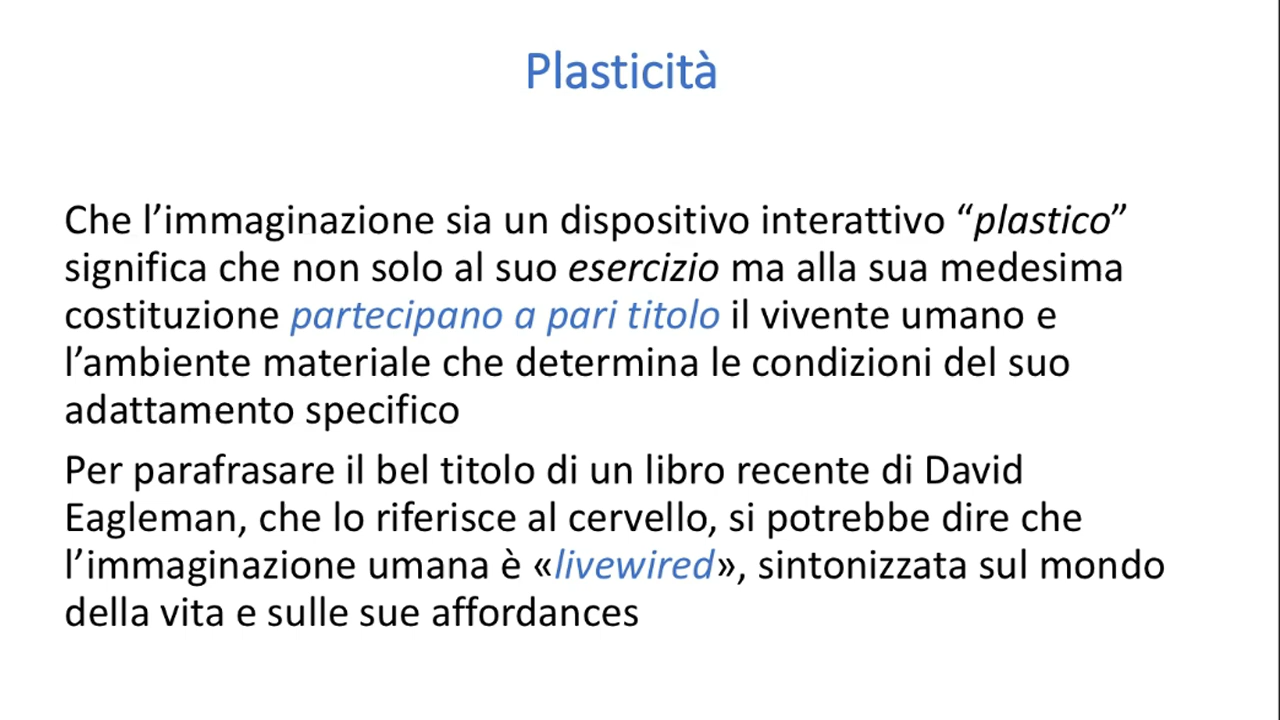 Plasticità
Che l’immaginazione sia un dispositivo interattivo “plastico”
significa che non solo al suo esercizio ma alla sua medesima
costituzione partecipano a pari titolo il vivente umano e
l’ambiente materiale che determina le condizioni del suo
adattamento specifico
Per parafrasare il bel titolo di un libro recente di David
Eagleman, che lo riferisce al cervello, si potrebbe dire che
l’immaginazione umana è «livewired», sintonizzata sul mondo
della vita e sulle sue affordances